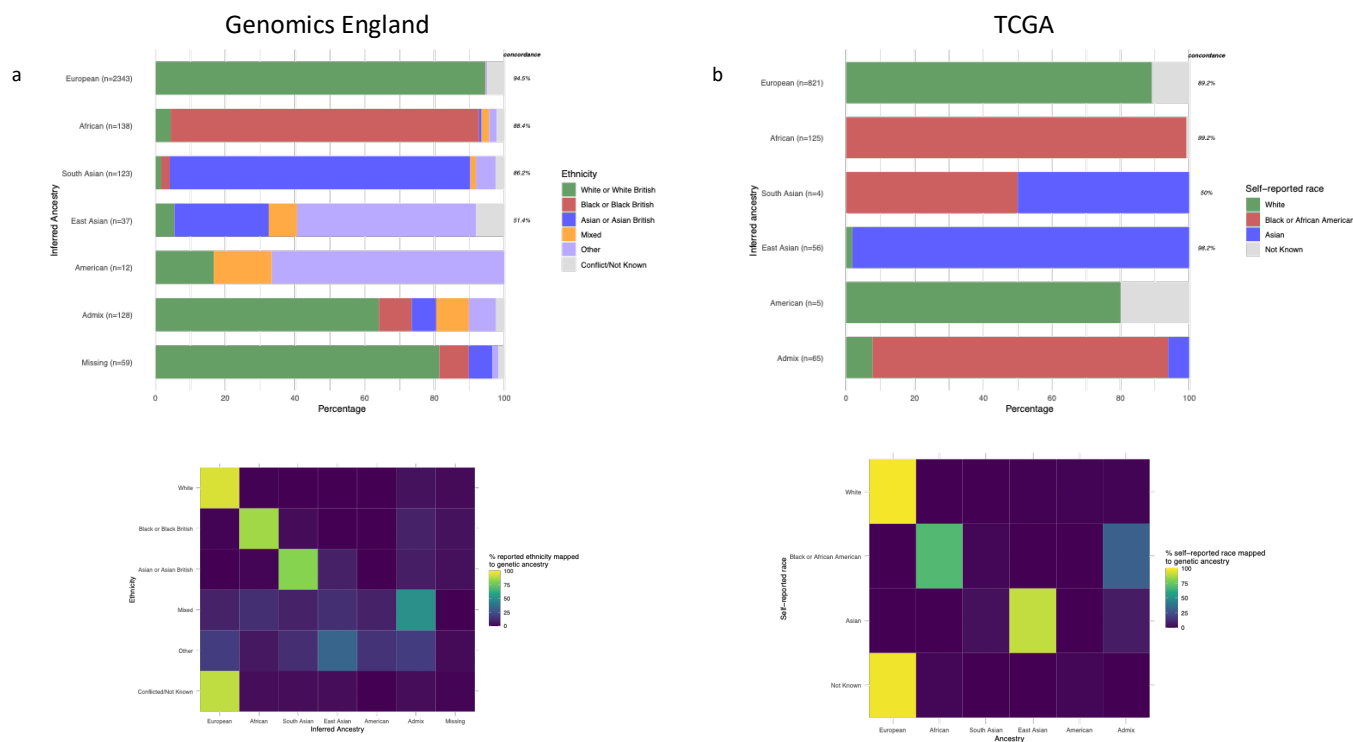 Genomics England
TCGA
a
concordance
European (n=2343)
94.5%
African (n=138)
88.4%
South Asian (n=123)
86.2%
East Asian (n=37)
51.4%
American (n=12)
Admix (n=128)
Missing (n=59)
Inferred Ancestry
0 20 40 60 80 100
Percentage
Ethnicity
White or White British
Black or Black British
Asian or Asian British
Mixed
Other
Conflict/Not Known
b
concordance
European (n=821)
89.2%
African (n=125)
99.2%
South Asian (n=4)
50%
East Asian (n=56)
98.2%
American (n=5)
Admix (n=65)
Inferred ancestry
0 20 40 60 80 100
Percentage
Self-reported race
White
Black or African American
Asian
Not Known
White
Black or Black British
Asian or Asian British
Mixed
Other
Conflicted/Not Known
Ethnicity
European African South Asian East Asian American Admix Missing
Inferred Ancestry
% reported ethnicity mapped
to genetic ancestry
100
75
50
25
0
White
Black or African American
Asian
Not Known
Self-reported race
European African South Asian East Asian American Admix
Ancestry
% self-reported race mapped
to genetic ancestry
100
75
50
25
0